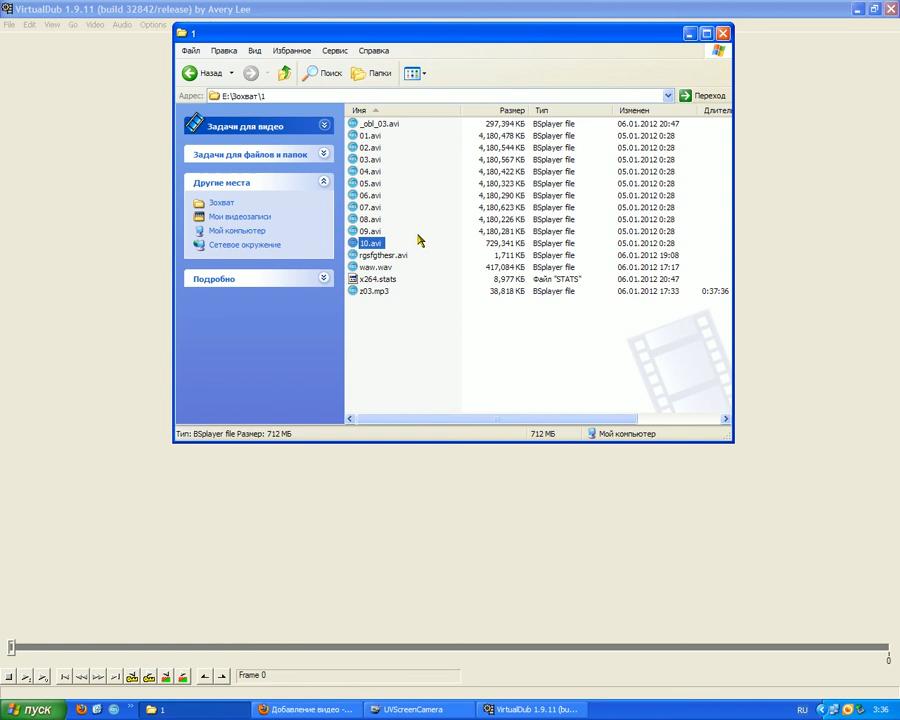 VirtualDub 1.9.11 (build 32842/release) by Avery Lee
File Edit View Go Video Audio Options
1
Файл Правка Вид Избранное Сервис Справка
Назад Поиск Папки
Адрес: E:\Зохват\1 Переход
Имя Размер Тип Изменен Длител
_obl_03.avi 297,394 КБ BSplayer file 06.01.2012 20:47
01.avi 4,180,478 КБ BSplayer file 05.01.2012 0:28
02.avi 4,180,544 КБ BSplayer file 05.01.2012 0:28
03.avi 4,180,567 КБ BSplayer file 05.01.2012 0:28
04.avi 4,180,422 КБ BSplayer file 05.01.2012 0:28
05.avi 4,180,323 КБ BSplayer file 05.01.2012 0:28
06.avi 4,180,290 КБ BSplayer file 05.01.2012 0:28
07.avi 4,180,623 КБ BSplayer file 05.01.2012 0:28
08.avi 4,180,226 КБ BSplayer file 05.01.2012 0:28
09.avi 4,180,281 КБ BSplayer file 05.01.2012 0:28
10.avi 729,341 КБ BSplayer file 05.01.2012 0:28
rgsfgthesr.avi 1,711 КБ BSplayer file 06.01.2012 19:08
waw.wav 417,084 КБ BSplayer file 06.01.2012 17:17
x264.stats 8,977 КБ Файл "STATS" 06.01.2012 20:47
z03.mp3 38,818 КБ BSplayer file 06.01.2012 17:33 0:37:36
Задачи для видео
Задачи для файлов и папок
Другие места
Зохват
Мои видеозаписи
Мой компьютер
Сетевое окружение
Подробно
Тип: BSplayer file Размер: 712 МБ 712 МБ Мой компьютер
0
Frame 0
пуск 1 Добавление видео -... UVScreenCamera VirtualDub 1.9.11 (bu... RU 3:36